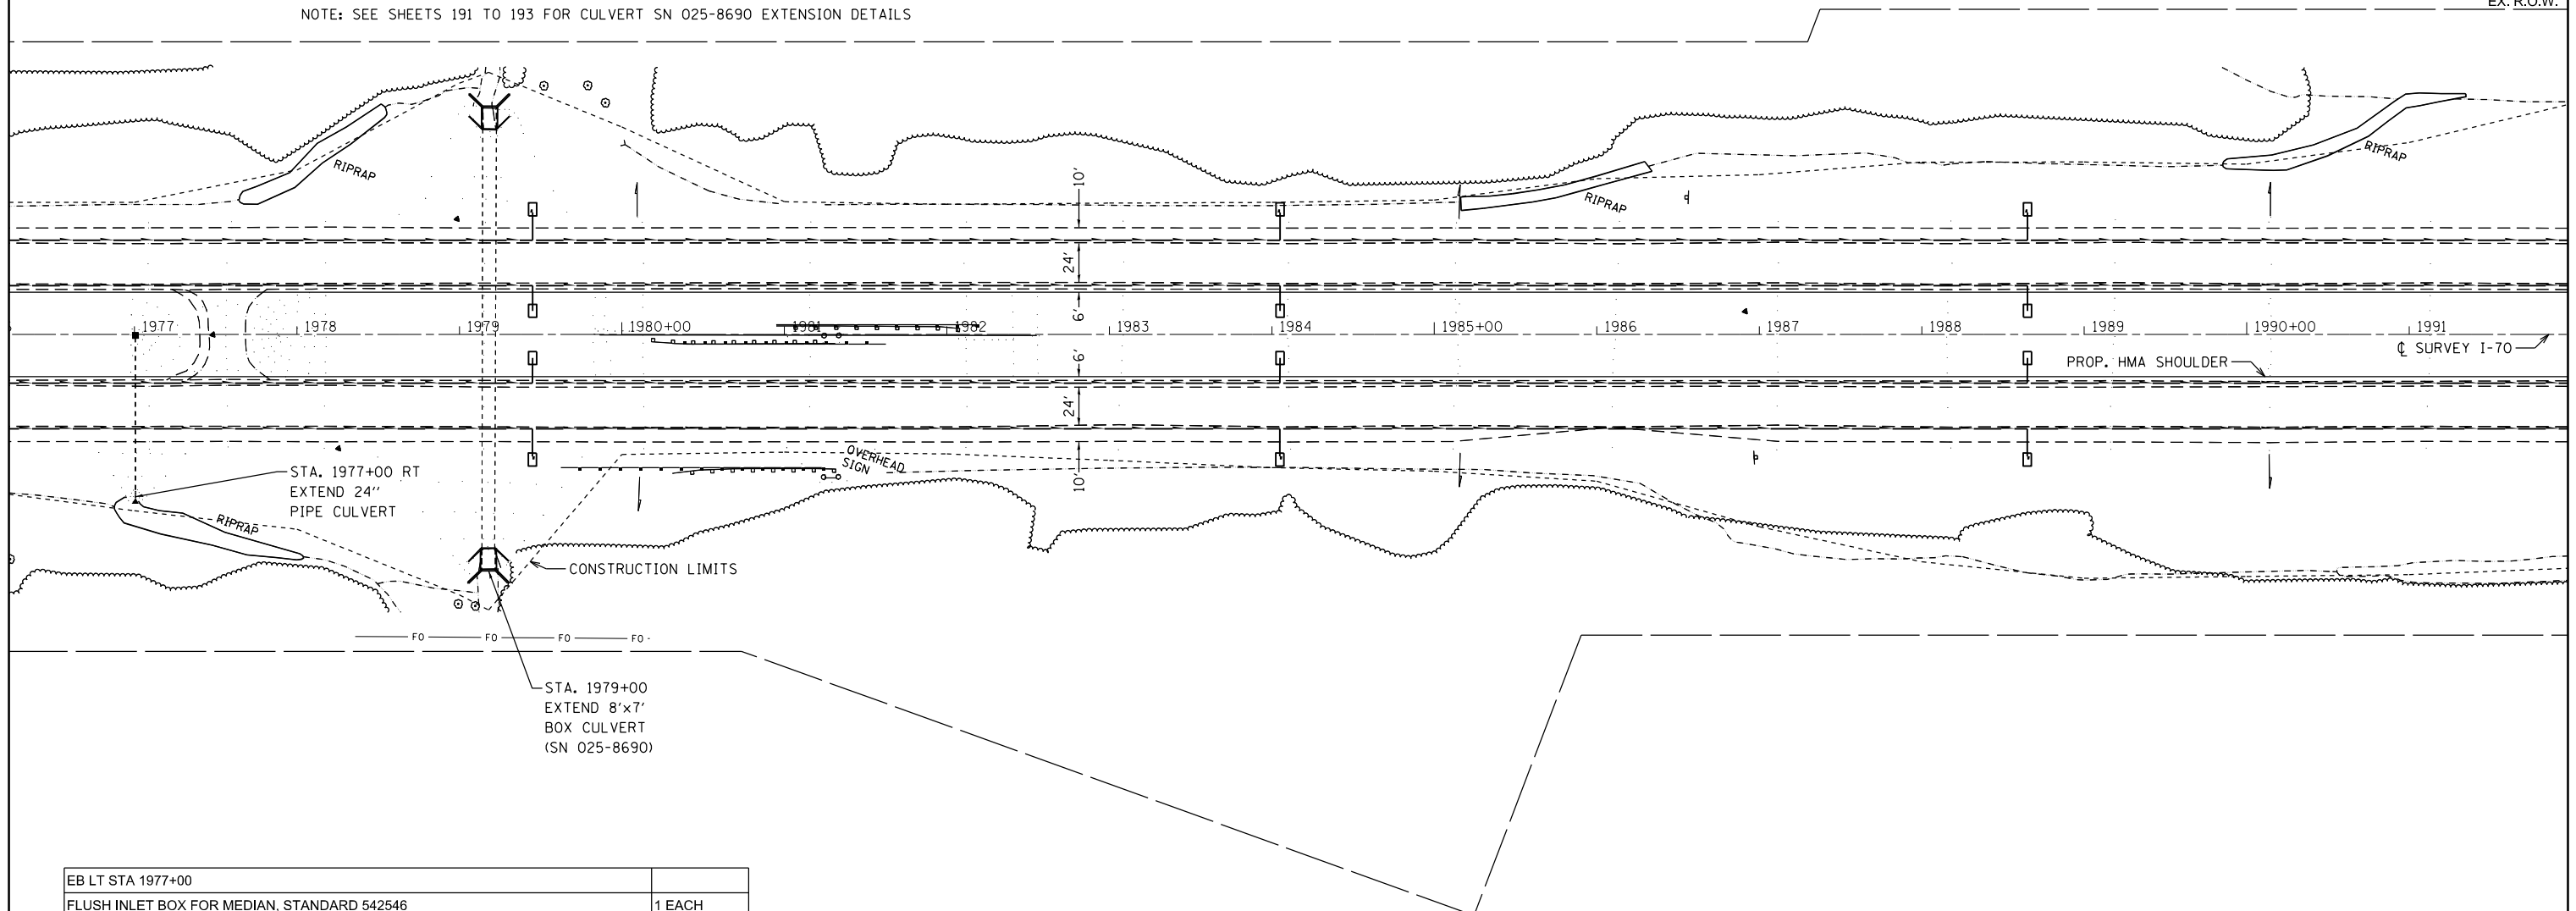 EX. R.O.W.
NOTE: SEE SHEETS 191 TO 193 FOR CULVERT SN 025-8690 EXTENSION DETAILS
RIPRAP
RIPRAP
RIPRAP
10'
24'
6'
1977
1978
1979
1980+00
1981
1982
1983
1984
1985+00
1986
1987
1988
1989
1990+00
1991
℄ SURVEY I-70
6'
PROP. HMA SHOULDER
24'
10'
OVERHEAD
SIGN
STA. 1977+00 RT
EXTEND 24''
PIPE CULVERT
RIPRAP
CONSTRUCTION LIMITS
FO
FO
FO
FO
STA. 1979+00
EXTEND 8'x7'
BOX CULVERT
(SN 025-8690)
EB LT STA 1977+00
FLUSH INLET BOX FOR MEDIAN, STANDARD 542546 1 EACH